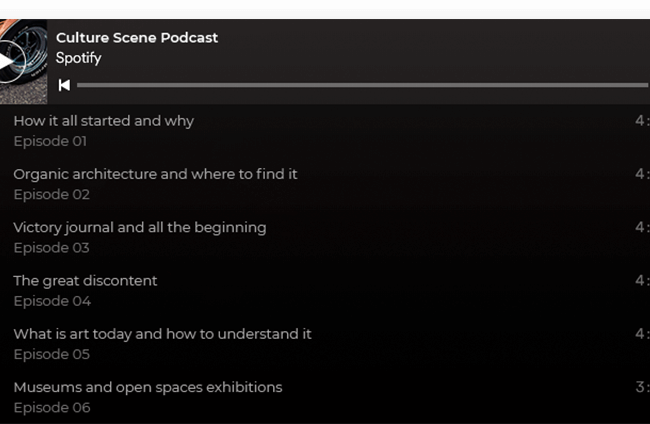 Culture Scene Podcast
Spotify
How it all started and why 4:
Episode 01
Organic architecture and where to find it 4:
Episode 02
Victory journal and all the beginning 4:
Episode 03
The great discontent 4:
Episode 04
What is art today and how to understand it 4:
Episode 05
Museums and open spaces exhibitions 3:
Episode 06